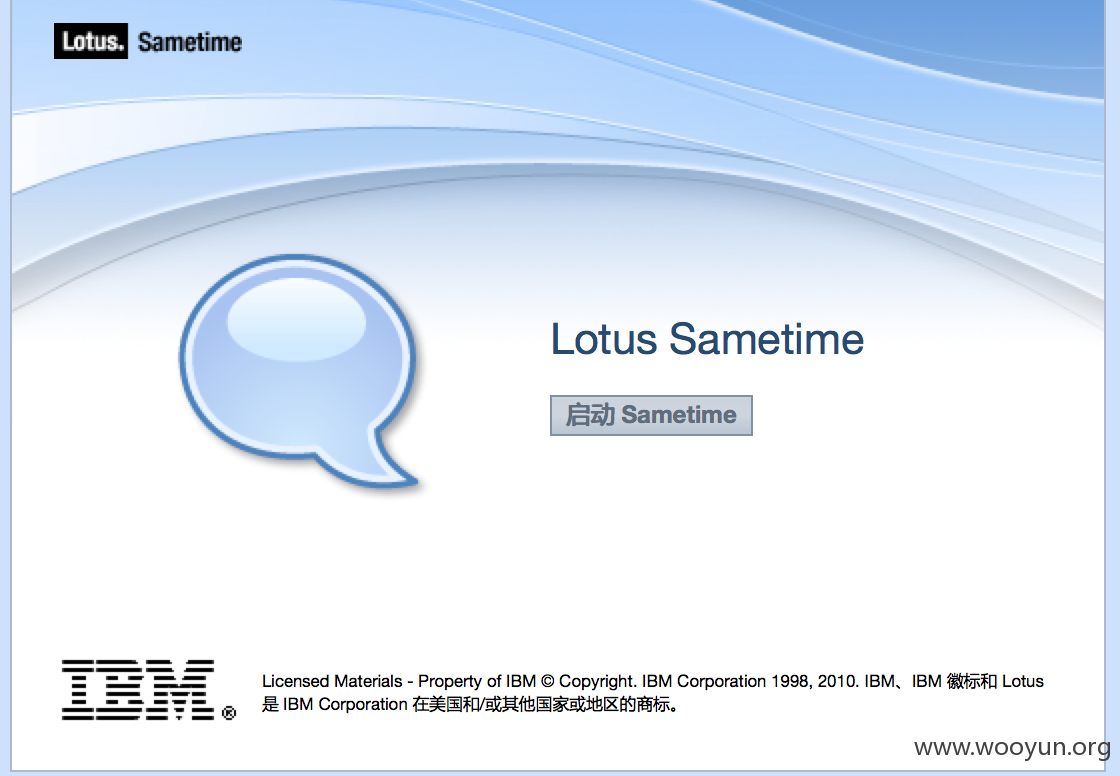 Lotus. Sametime
Lotus Sametime
启动 Sametime
IBM®
Licensed Materials - Property of IBM © Copyright. IBM Corporation 1998, 2010. IBM、IBM 徽标和 Lotus
是 IBM Corporation 在美国和/或其他国家或地区的商标。
www.wooyun.org